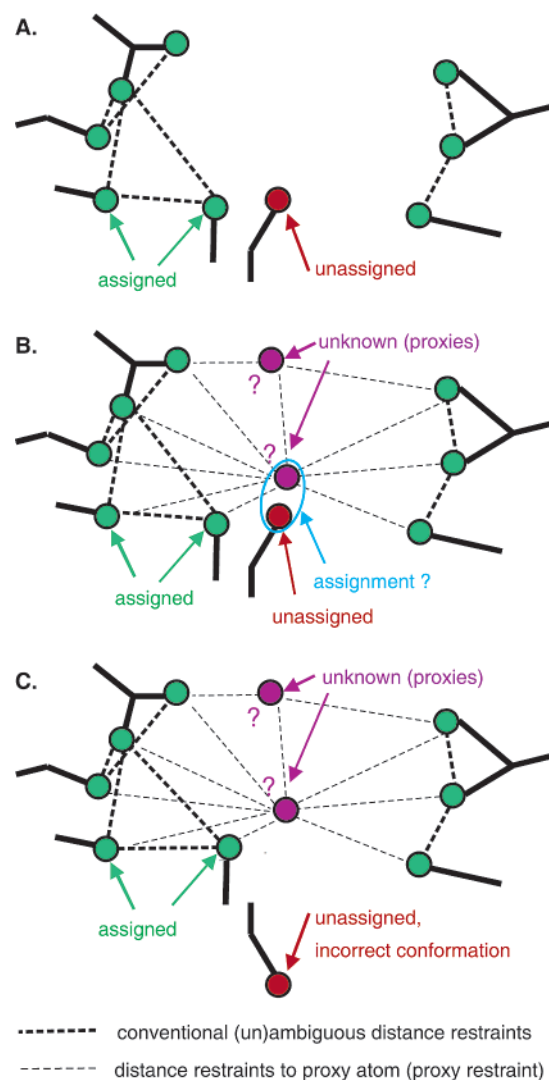 A.
assigned
unassigned
B.
unknown (proxies)
?
?
assigned
assignment ?
unassigned
C.
unknown (proxies)
?
?
assigned
unassigned,
incorrect conformation
conventional (un)ambiguous distance restraints
distance restraints to proxy atom (proxy restraint)